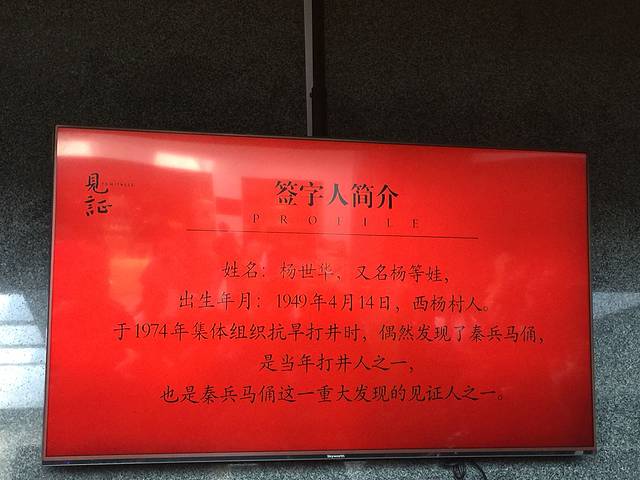 見証
TO WITNESS
签字人简介
PROFILE
姓名：杨世华，又名杨等娃，
出生年月：1949年4月14日，西杨村人。
于1974年集体组织抗旱打井时，偶然发现了秦兵马俑，
是当年打井人之一，
也是秦兵马俑这一重大发现的见证人之一。
Skyworth